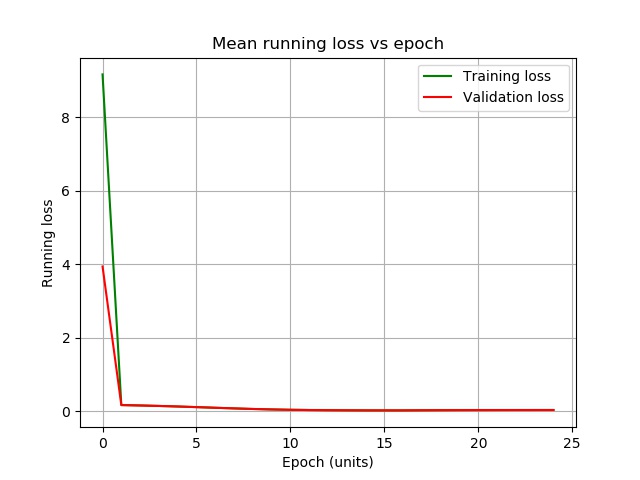 Mean running loss vs epoch
Training loss
Validation loss
8
6
4
2
0
Running loss
0 5 10 15 20 25
Epoch (units)